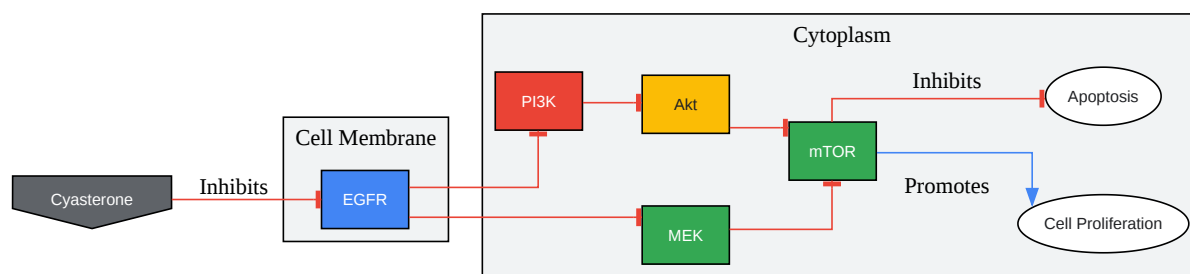 Cytoplasm
Inhibits
PI3K
Akt
Apoptosis
Cell Membrane
mTOR
Inhibits
Promotes
Cyasterone
EGFR
MEK
Cell Proliferation